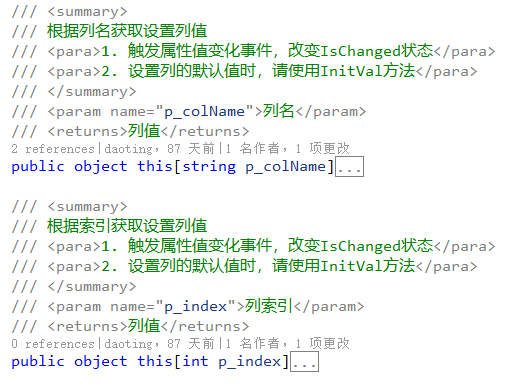 /// <summary>
/// 根据列名获取设置列值
/// <para>1. 触发属性值变化事件，改变IsChanged状态</para>
/// <para>2. 设置列的默认值时，请使用InitVal方法</para>
/// </summary>
/// <param name="p_colName">列名</param>
/// <returns>列值</returns>
2 references|daoting，87 天前|1 名作者，1 项更改
public object this[string p_colName]...
/// <summary>
/// 根据索引获取设置列值
/// <para>1. 触发属性值变化事件，改变IsChanged状态</para>
/// <para>2. 设置列的默认值时，请使用InitVal方法</para>
/// </summary>
/// <param name="p_index">列索引</param>
/// <returns>列值</returns>
0 references|daoting，87 天前|1 名作者，1 项更改
public object this[int p_index]...